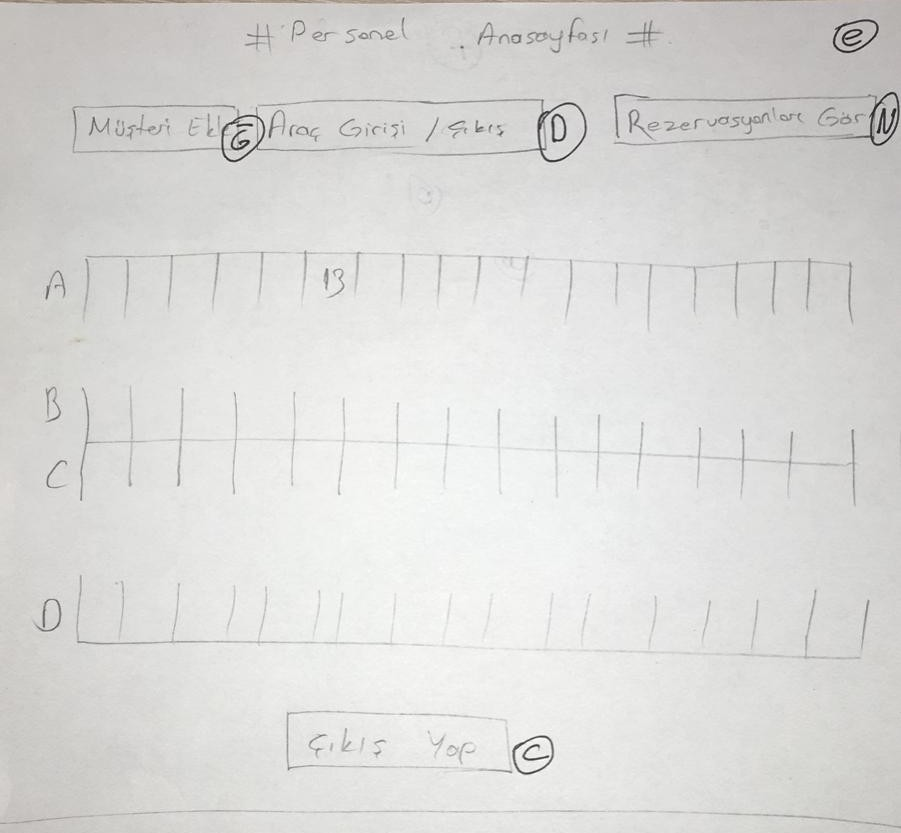 # Personel Anasayfası # e
Müşteri Ekle G Araç Girişi / Çıkış D Rezervasyonları Gör N
A 13
B
C
D
Çıkış Yap C